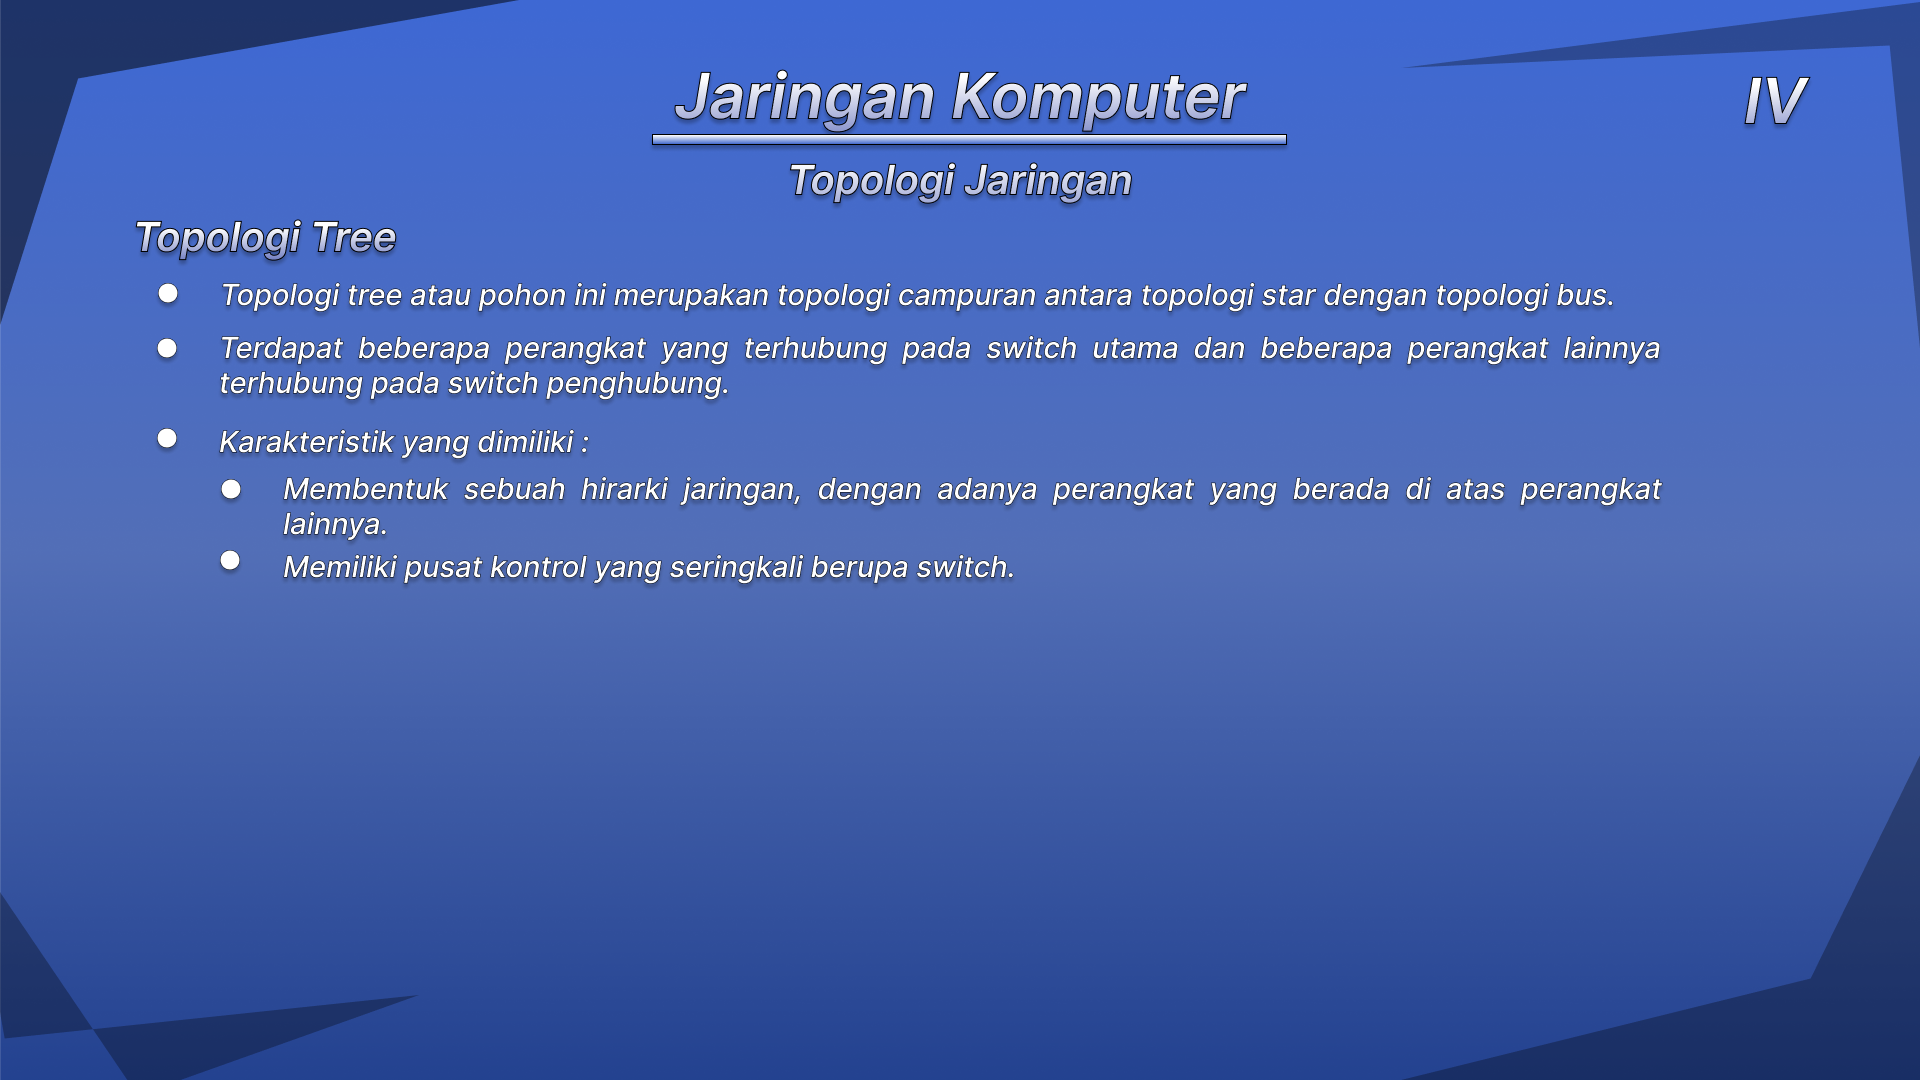 Jaringan Komputer
IV
Topologi Jaringan
Topologi Tree
Topologi tree atau pohon ini merupakan topologi campuran antara topologi star dengan topologi bus.
Terdapat beberapa perangkat yang terhubung pada switch utama dan beberapa perangkat lainnya
terhubung pada switch penghubung.
Karakteristik yang dimiliki :
Membentuk sebuah hirarki jaringan, dengan adanya perangkat yang berada di atas perangkat
lainnya.
Memiliki pusat kontrol yang seringkali berupa switch.